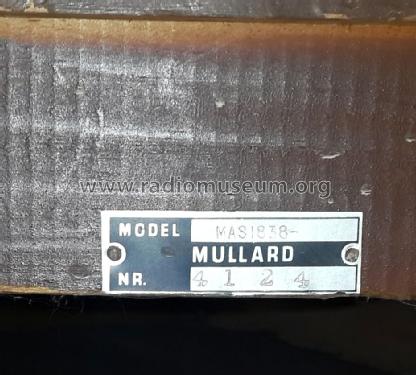 www.radiomuseum.org
MODEL MAS1838-
MULLARD
NR. 4124